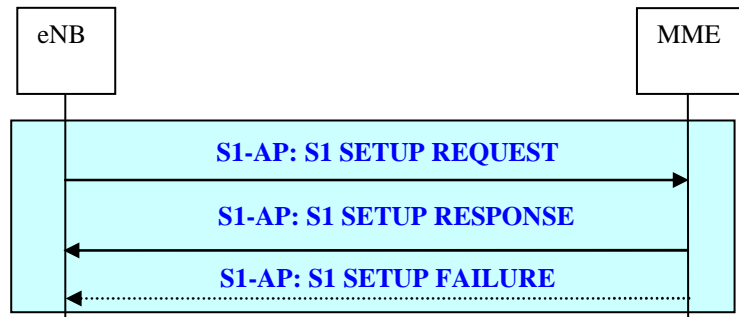 eNB
MME
S1-AP: S1 SETUP REQUEST
S1-AP: S1 SETUP RESPONSE
S1-AP: S1 SETUP FAILURE